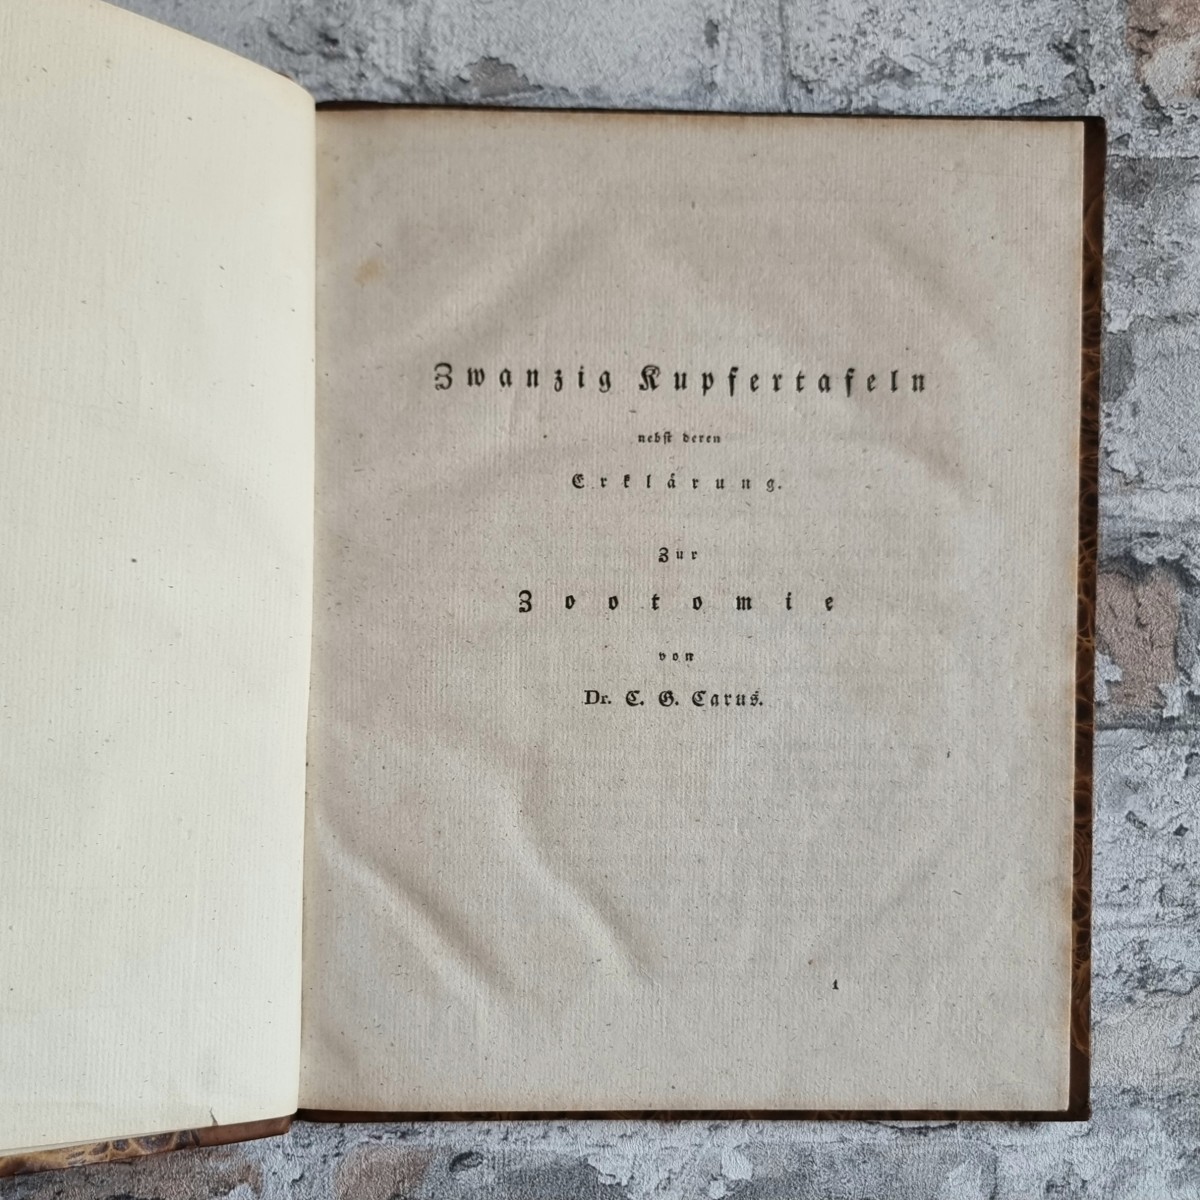 Zwanzig Kupfertafeln
nebst deren
Erklärung.
Zur
Zootomie
von
Dr. C. G. Carus.
1